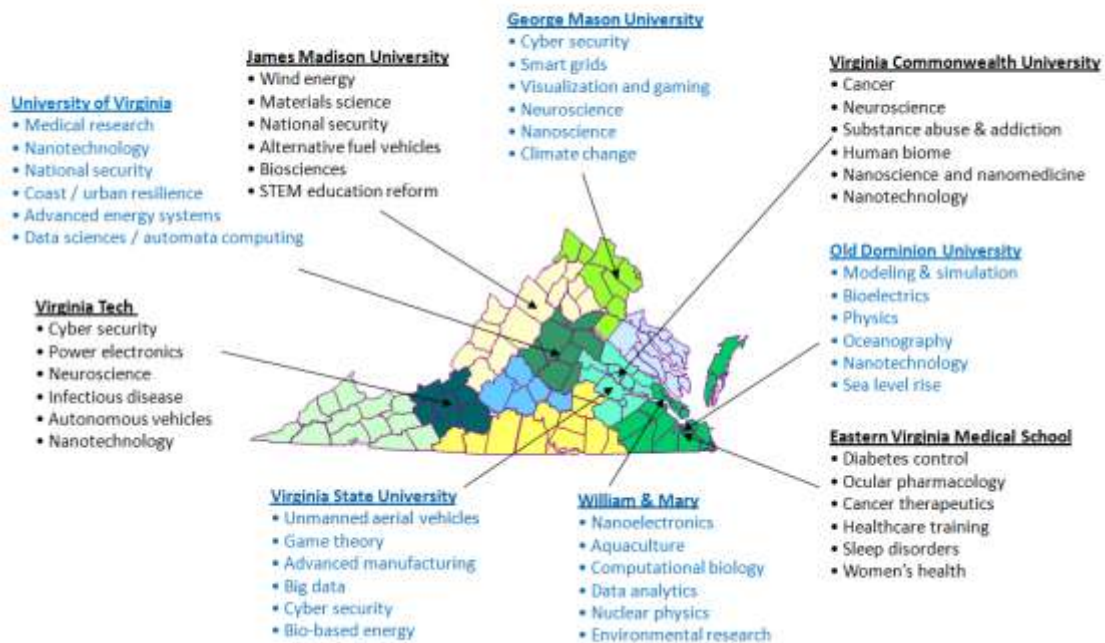 George Mason University
• Cyber security
• Smart grids
• Visualization and gaming
• Neuroscience
• Nanoscience
• Climate change
James Madison University
• Wind energy
• Materials science
• National security
• Alternative fuel vehicles
• Biosciences
• STEM education reform
Virginia Commonwealth University
• Cancer
• Neuroscience
• Substance abuse & addiction
• Human biome
• Nanoscience and nanomedicine
• Nanotechnology
University of Virginia
• Medical research
• Nanotechnology
• National security
• Coast / urban resilience
• Advanced energy systems
• Data sciences / automata computing
Old Dominion University
• Modeling & simulation
• Bioelectrics
• Physics
• Oceanography
• Nanotechnology
• Sea level rise
Virginia Tech
• Cyber security
• Power electronics
• Neuroscience
• Infectious disease
• Autonomous vehicles
• Nanotechnology
Eastern Virginia Medical School
• Diabetes control
• Ocular pharmacology
• Cancer therapeutics
• Healthcare training
• Sleep disorders
• Women's health
Virginia State University
• Unmanned aerial vehicles
• Game theory
• Advanced manufacturing
• Big data
• Cyber security
• Bio-based energy
William & Mary
• Nanoelectronics
• Aquaculture
• Computational biology
• Data analytics
• Nuclear physics
• Environmental research